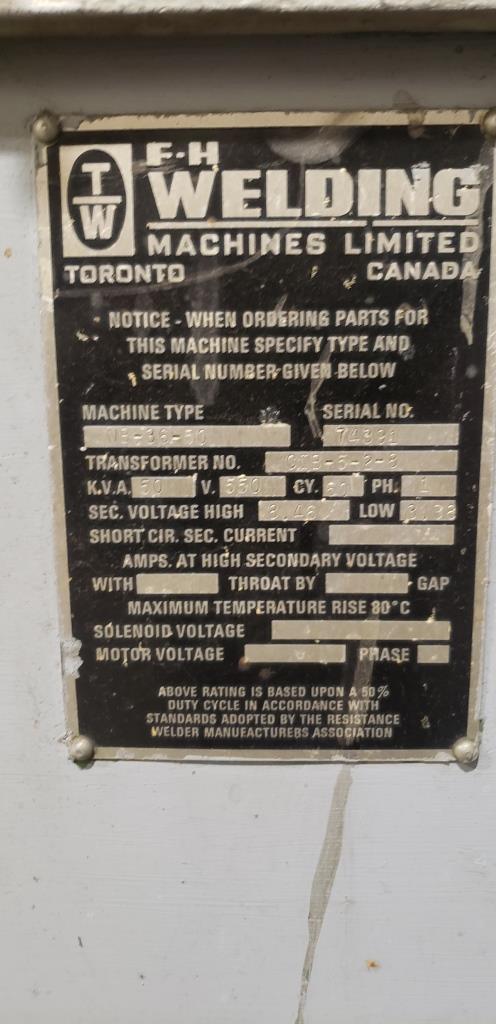 T
W
F-H
WELDING
MACHINES LIMITED
TORONTO CANADA
NOTICE - WHEN ORDERING PARTS FOR
THIS MACHINE SPECIFY TYPE AND
SERIAL NUMBER GIVEN BELOW
MACHINE TYPE SERIAL NO.
TRANSFORMER NO.
K.V.A. 50 V. 550 CY. 60 PH. 1
SEC. VOLTAGE HIGH 8.46 LOW
SHORT CIR. SEC. CURRENT
AMPS. AT HIGH SECONDARY VOLTAGE
WITH THROAT BY GAP
MAXIMUM TEMPERATURE RISE 80°C
SOLENOID VOLTAGE
MOTOR VOLTAGE PHASE
ABOVE RATING IS BASED UPON A 50%
DUTY CYCLE IN ACCORDANCE WITH
STANDARDS ADOPTED BY THE RESISTANCE
WELDER MANUFACTURERS ASSOCIATION